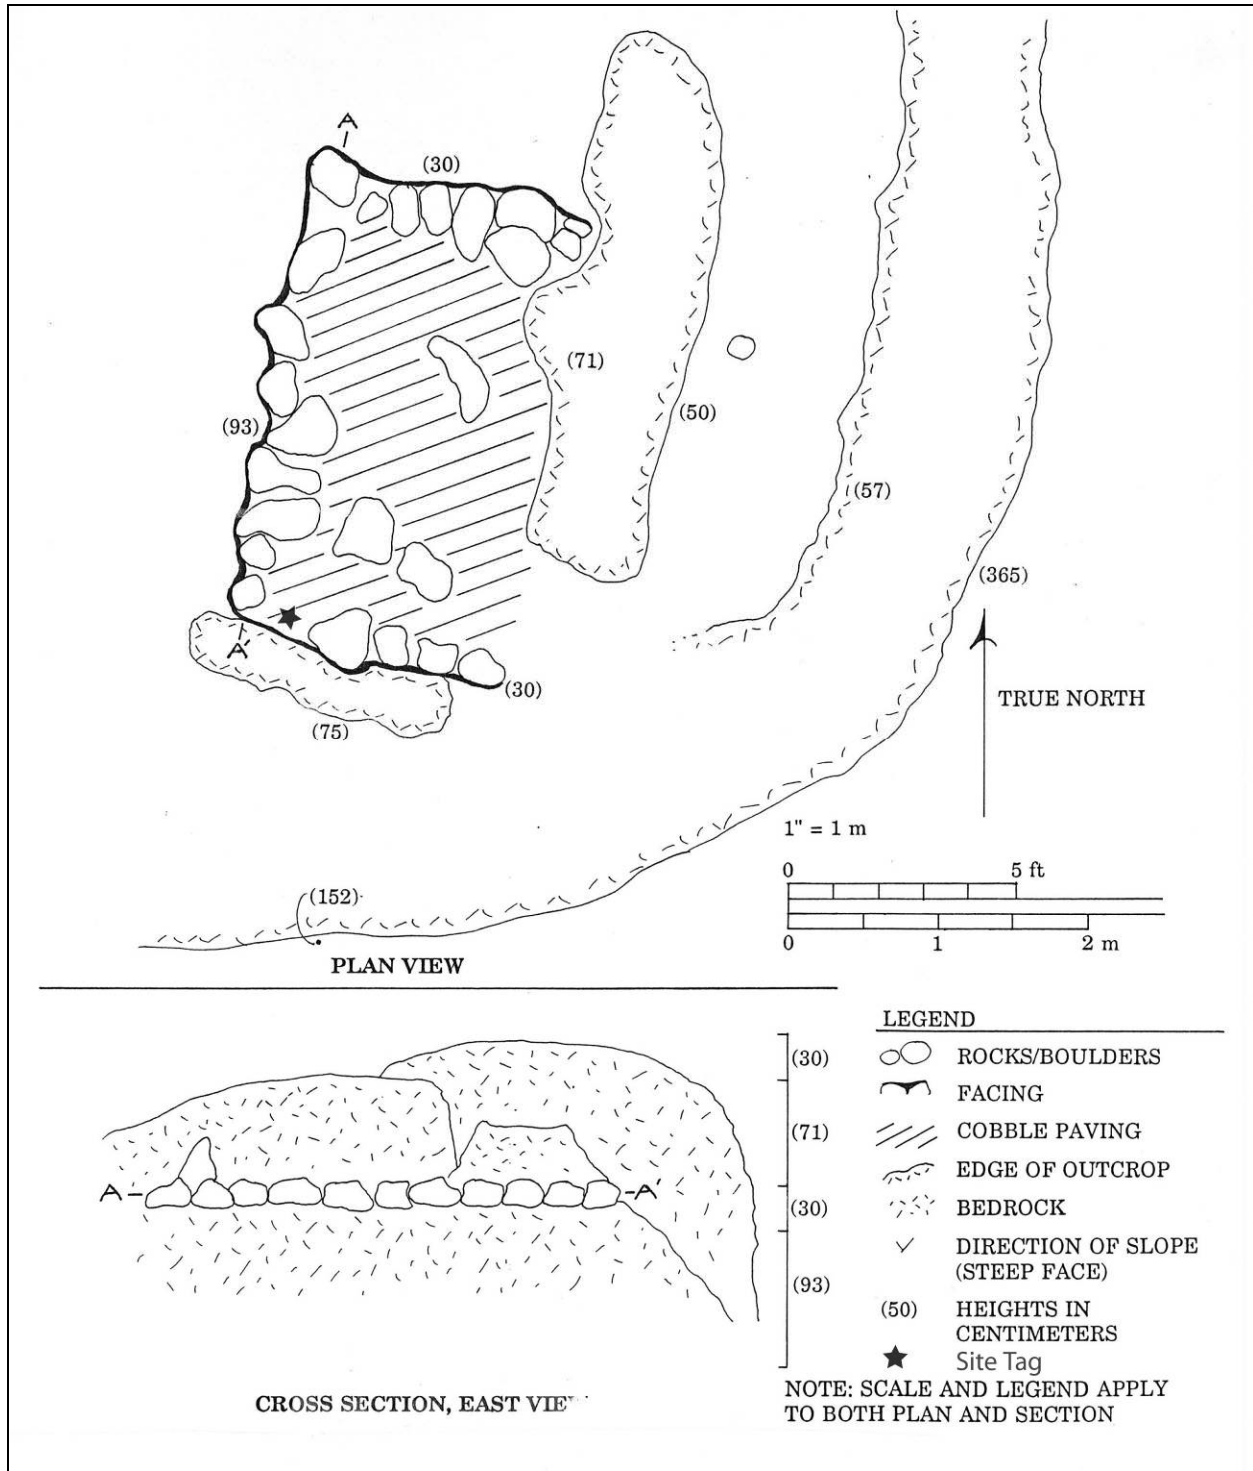 A
(30)
(71)
(93)
(50)
(57)
(365)
A'
(30)
(75)
TRUE NORTH
1" = 1 m
0 5 ft
(152)
0 1 2 m
PLAN VIEW
LEGEND
ROCKS/BOULDERS
FACING
COBBLE PAVING
EDGE OF OUTCROP
BEDROCK
DIRECTION OF SLOPE
(STEEP FACE)
(50) HEIGHTS IN
CENTIMETERS
Site Tag
NOTE: SCALE AND LEGEND APPLY
TO BOTH PLAN AND SECTION
(30)
(71)
A A'
(30)
(93)
CROSS SECTION, EAST